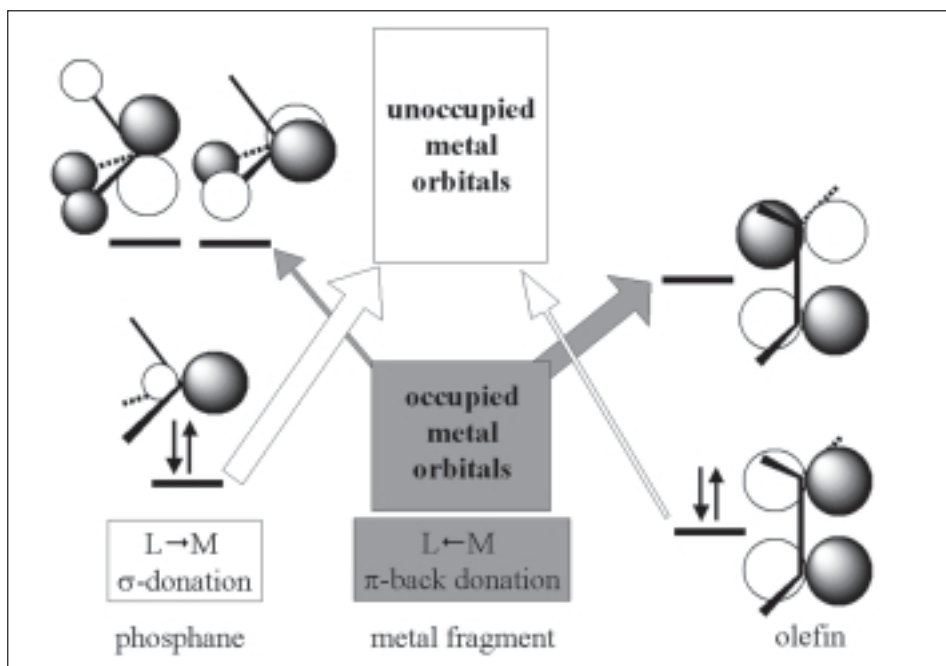 unoccupied
metal
orbitals
occupied
metal
orbitals
L→M
σ-donation
L←M
π-back donation
phosphane
metal fragment
olefin